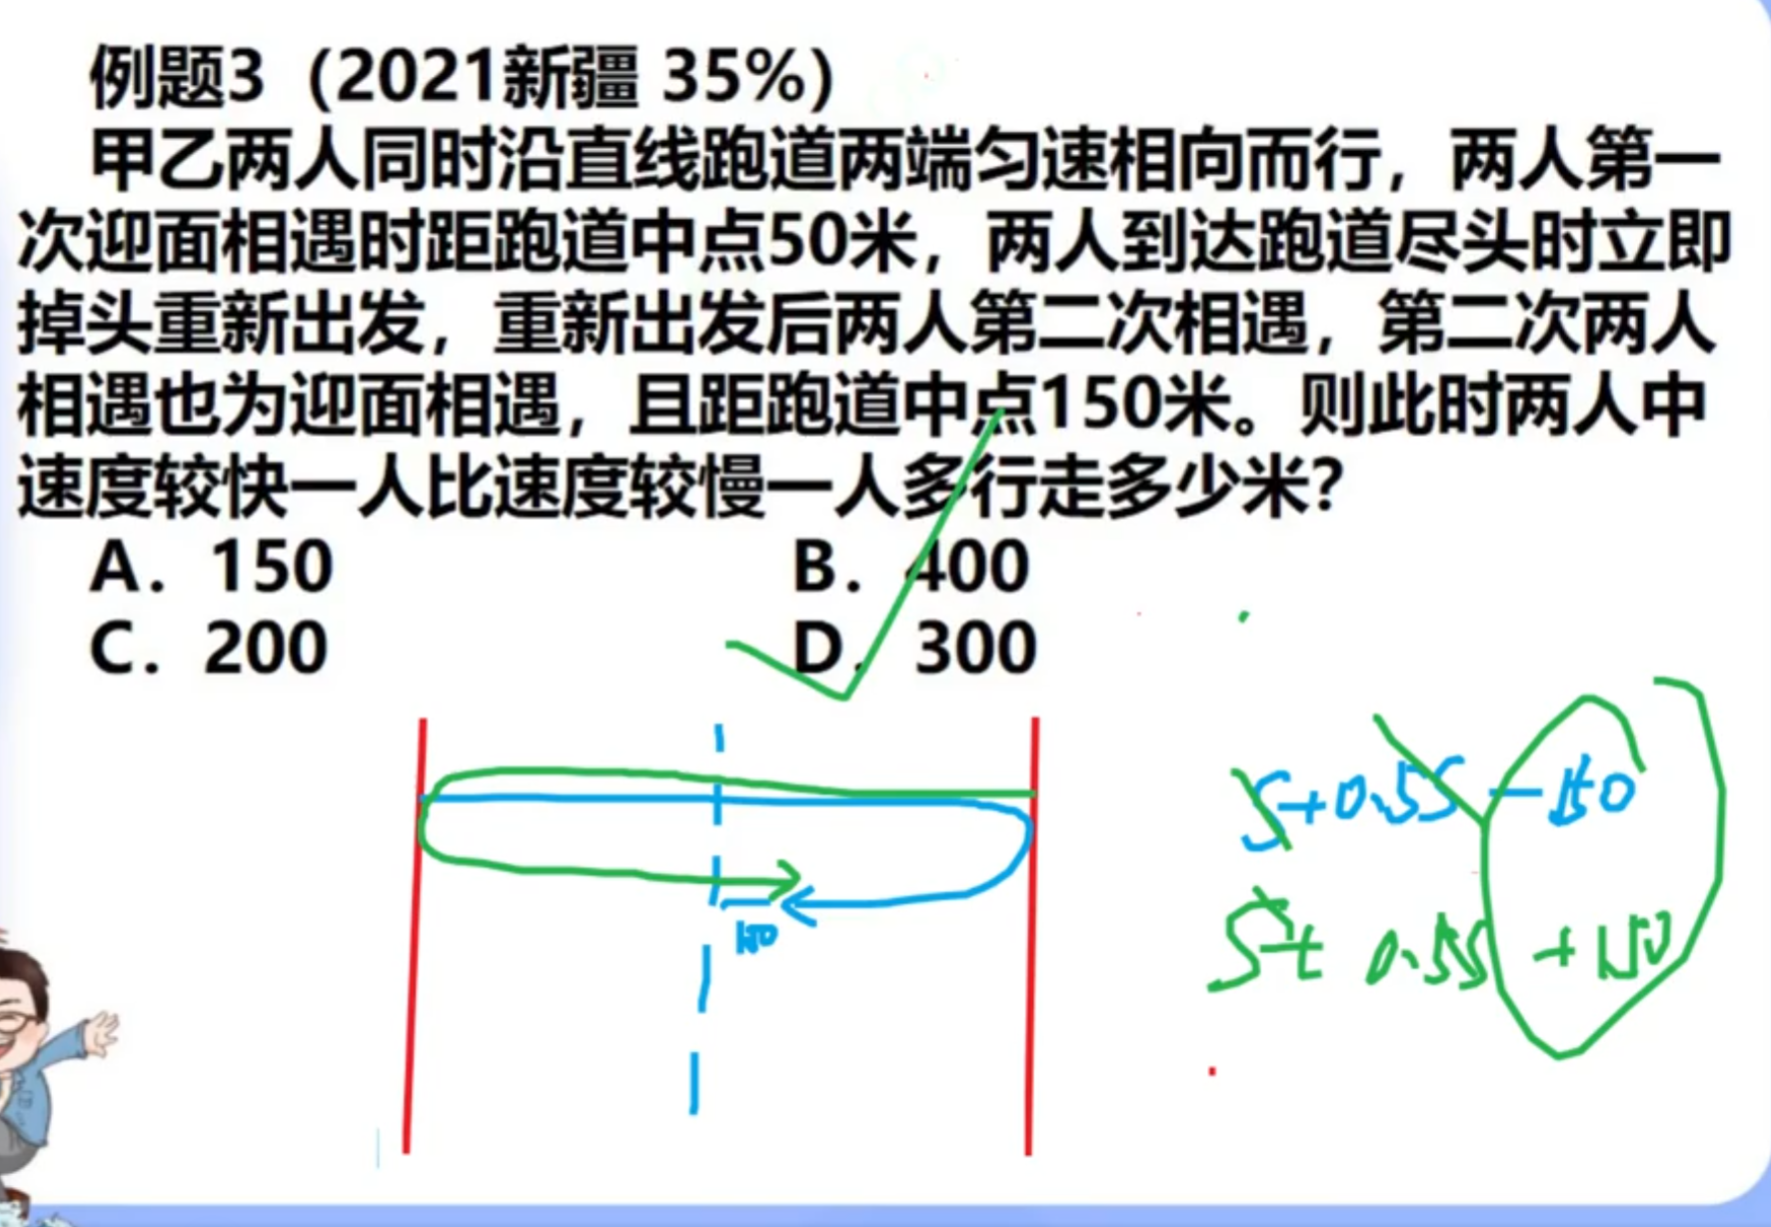 例题3（2021新疆 35%）
甲乙两人同时沿直线跑道两端匀速相向而行，两人第一
次迎面相遇时距跑道中点50米，两人到达跑道尽头时立即
掉头重新出发，重新出发后两人第二次相遇，第二次两人
相遇也为迎面相遇，且距跑道中点150米。则此时两人中
速度较快一人比速度较慢一人多行走多少米？
A．150 B．400
C．200 D．300
S+0.5S-150
150
S+0.5S+150